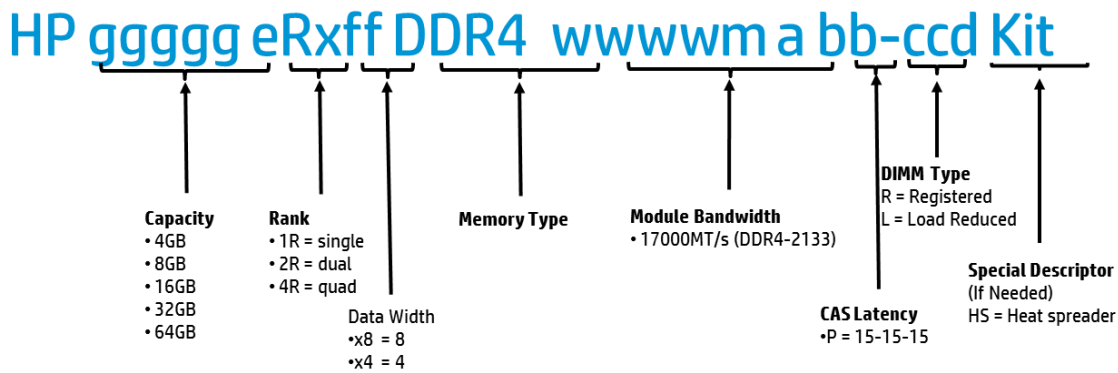 HP ggggg eRxff DDR4 wwwwm a bb-ccd Kit
Capacity
• 4GB
• 8GB
• 16GB
• 32GB
• 64GB
Rank
• 1R = single
• 2R = dual
• 4R = quad
Data Width
•x8 = 8
•x4 = 4
Memory Type
Module Bandwidth
• 17000MT/s (DDR4-2133)
CAS Latency
•P = 15-15-15
DIMM Type
R = Registered
L = Load Reduced
Special Descriptor
(If Needed)
HS = Heat spreader